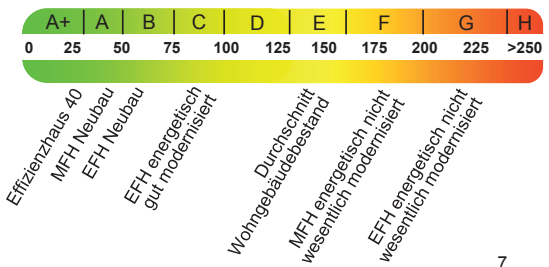 A+ A B C D E F G H
0 25 50 75 100 125 150 175 200 225 >250
Effizienzhaus 40
MFH Neubau
EFH Neubau
EFH energetisch
gut modernisiert
Durchschnitt
Wohngebäudebestand
MFH energetisch nicht
wesentlich modernisiert
EFH energetisch nicht
wesentlich modernisiert
7